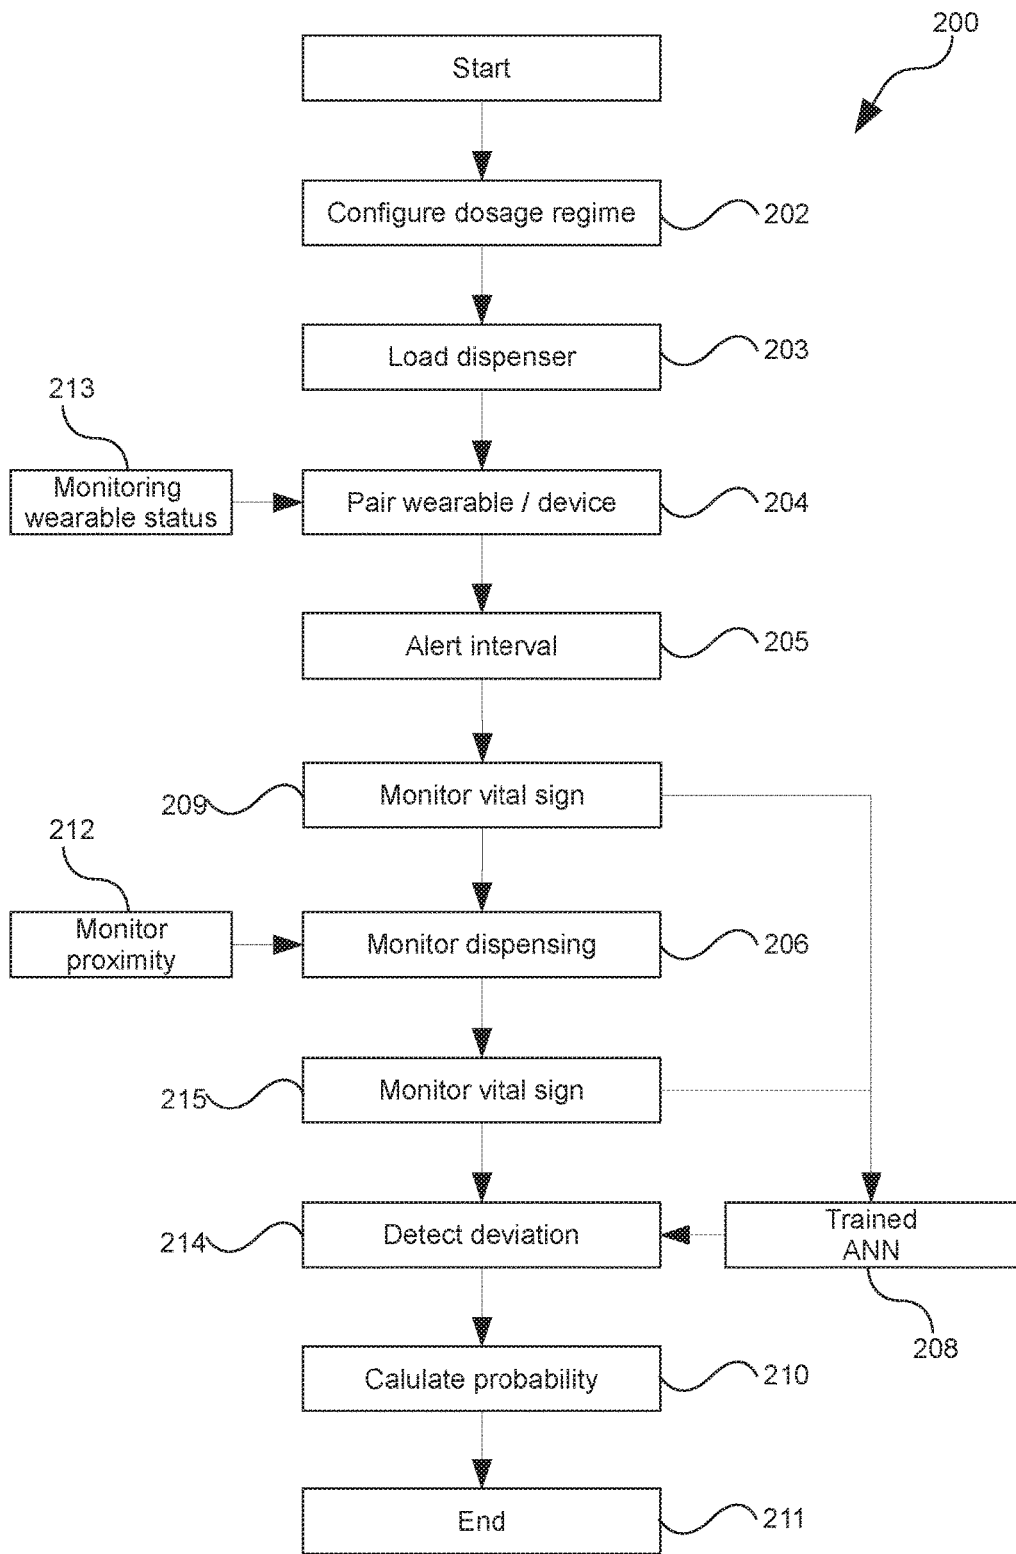 200
Start
Configure dosage regime
202
Load dispenser
203
213
Monitoring
wearable status
Pair wearable / device
204
Alert interval
205
Monitor vital sign
209
212
Monitor
proximity
Monitor dispensing
206
Monitor vital sign
215
Detect deviation
214
Trained
ANN
208
Calulate probability
210
End
211